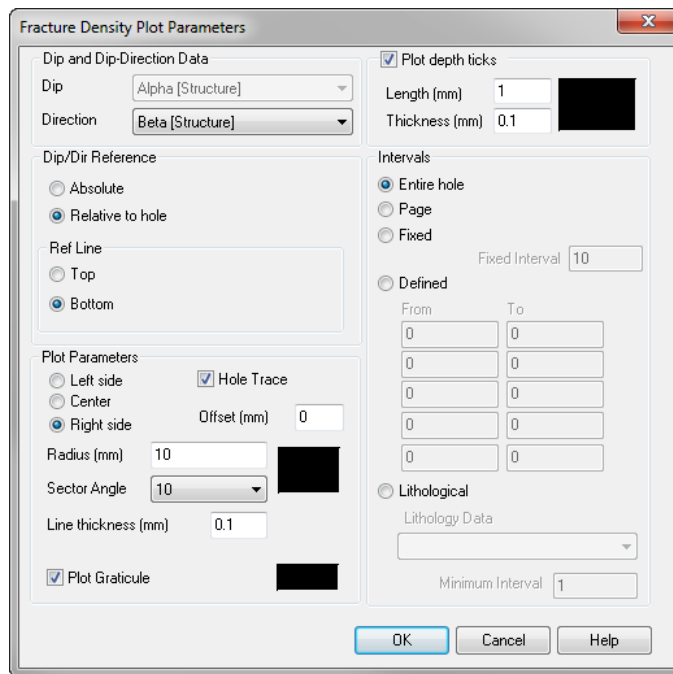 Fracture Density Plot Parameters
Dip and Dip-Direction Data
Dip
Alpha [Structure]
Direction
Beta [Structure]
Dip/Dir Reference
Absolute
Relative to hole
Ref Line
Top
Bottom
Plot Parameters
Left side
Hole Trace
Center
Right side
Offset (mm) 0
Radius (mm) 10
Sector Angle 10
Line thickness (mm) 0.1
Plot Graticule
Plot depth ticks
Length (mm) 1
Thickness (mm) 0.1
Intervals
Entire hole
Page
Fixed
Fixed Interval 10
Defined
From To
0 0
0 0
0 0
0 0
0 0
Lithological
Lithology Data
Minimum Interval 1
OK Cancel Help